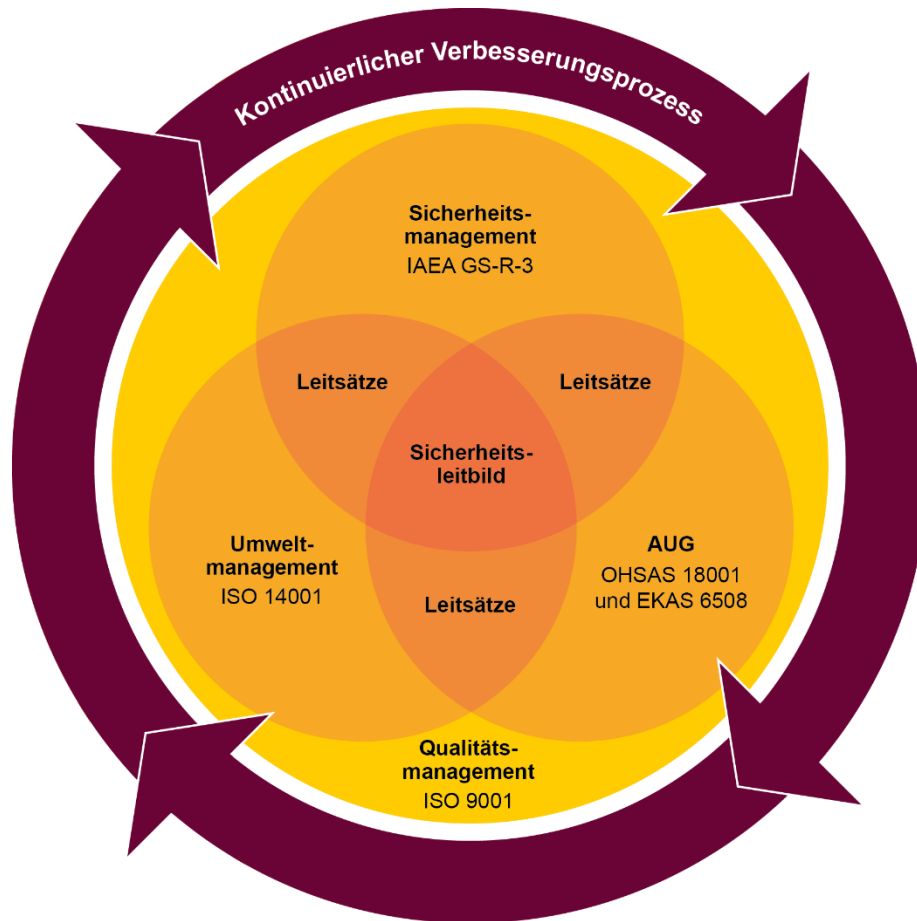 Kontinuierlicher Verbesserungsprozess
Sicherheits-
management
IAEA GS-R-3
Leitsätze
Leitsätze
Sicherheits-
leitbild
Umwelt-
management
ISO 14001
AUG
OHSAS 18001
und EKAS 6508
Leitsätze
Qualitäts-
management
ISO 9001